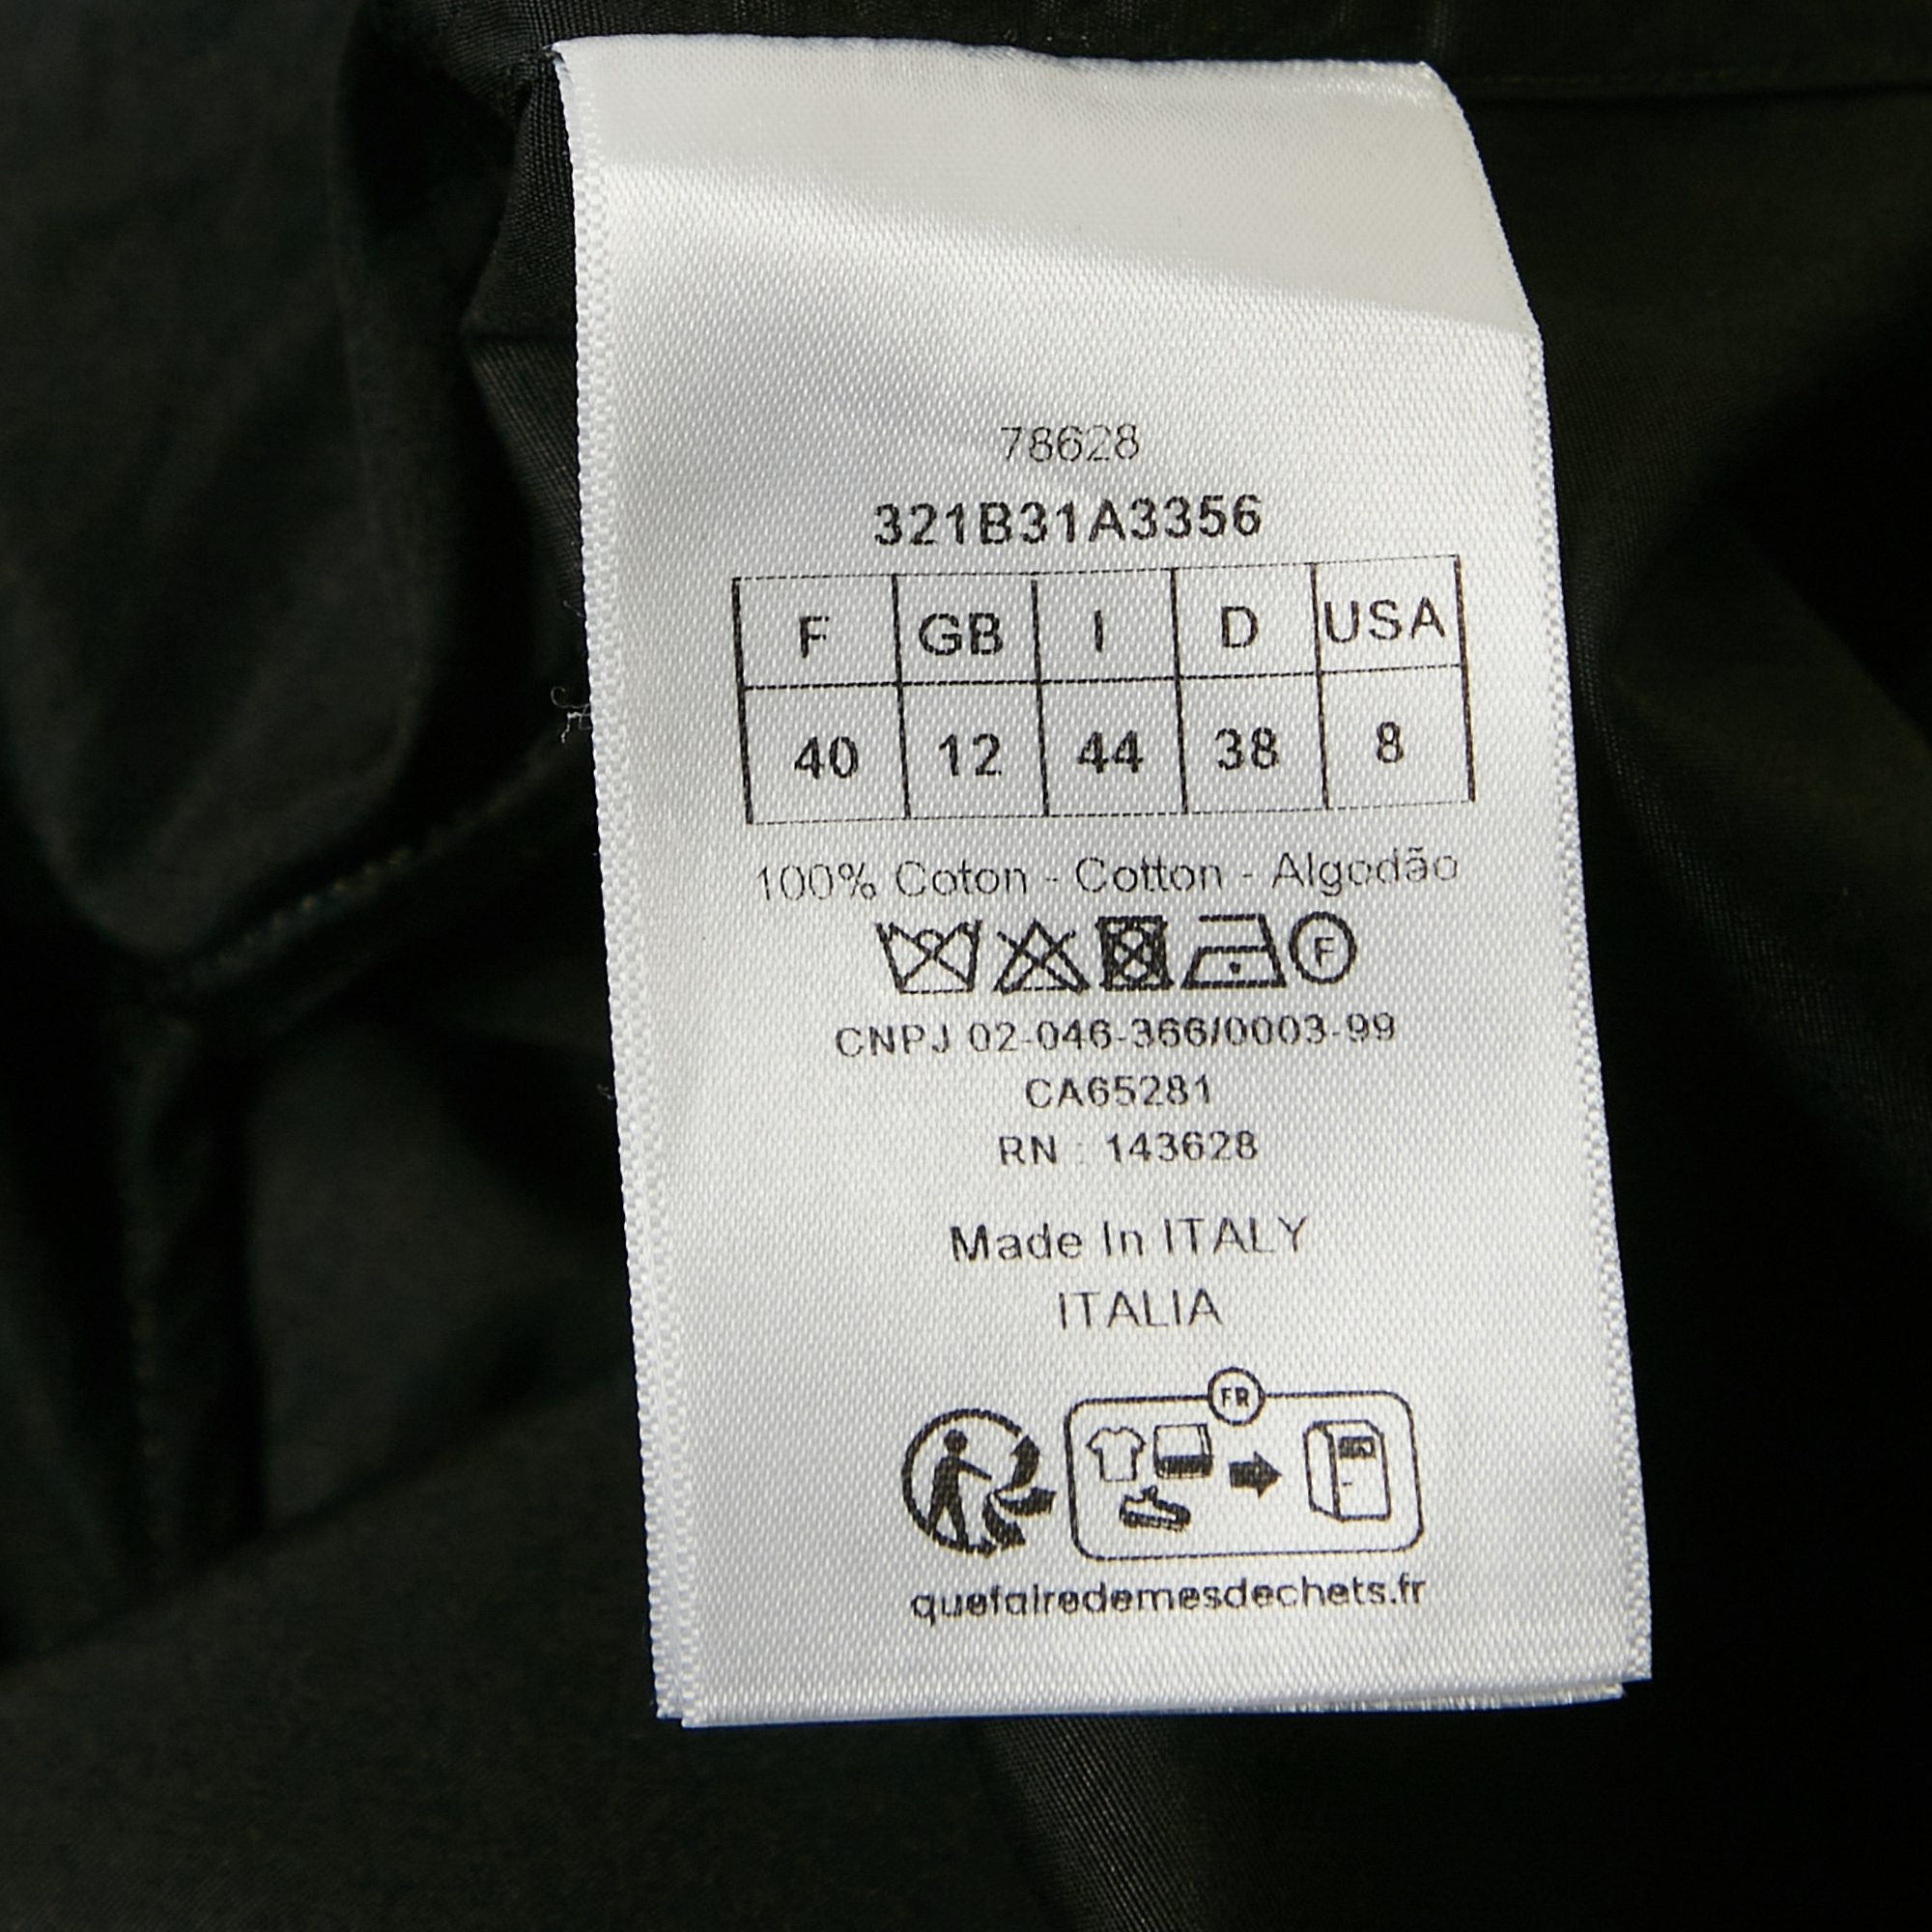 78628
321B31A3356
F GB I D USA
40 12 44 38 8
100% Coton - Cotton - Algodão
F
CNPJ 02-046-366/0003-99
CA65281
RN : 143628
Made In ITALY
ITALIA
FR
quefairedemesdechets.fr